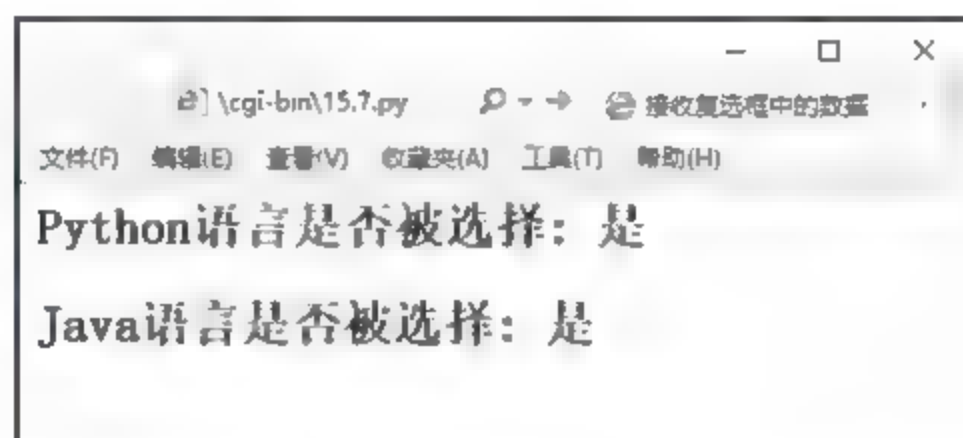 \cgi-bin\15.7.py 接收复选框中的数据
文件(F) 编辑(E) 查看(V) 收藏夹(A) 工具(T) 帮助(H)
Python语言是否被选择：是
Java语言是否被选择：是